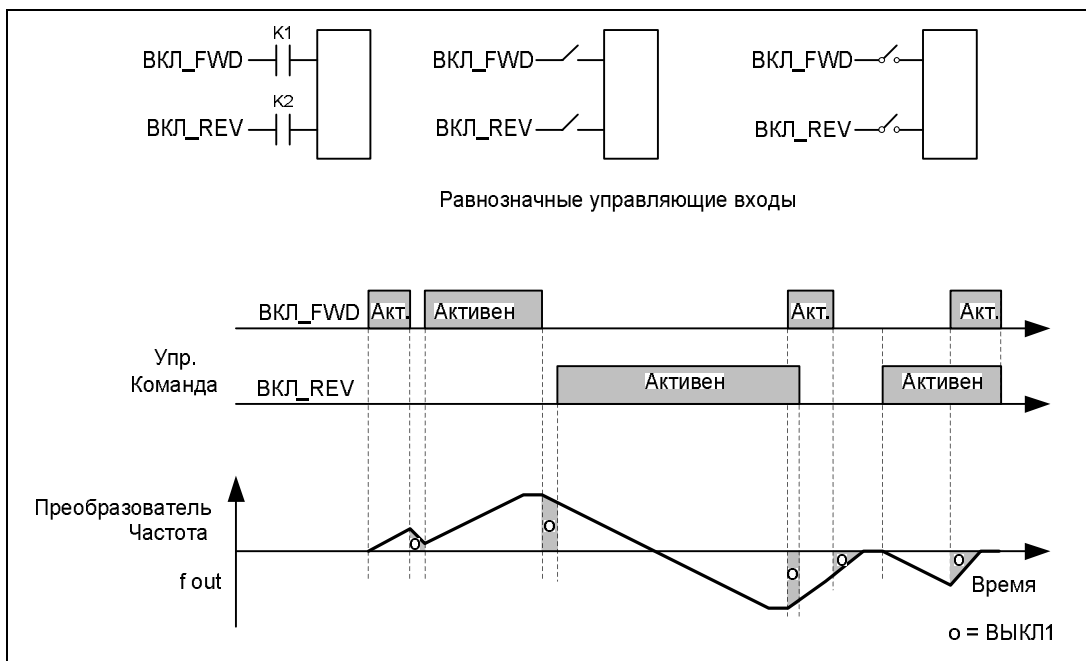 K1
ВКЛ_FWD
K2
ВКЛ_REV
ВКЛ_FWD
ВКЛ_REV
ВКЛ_FWD
ВКЛ_REV
Равнозначные управляющие входы
ВКЛ_FWD
Акт.
Активен
Акт.
Акт.
Упр.
Команда
ВКЛ_REV
Активен
Активен
Преобразователь
Частота
f out
o
o
o
o
o
Время
o = ВЫКЛ1